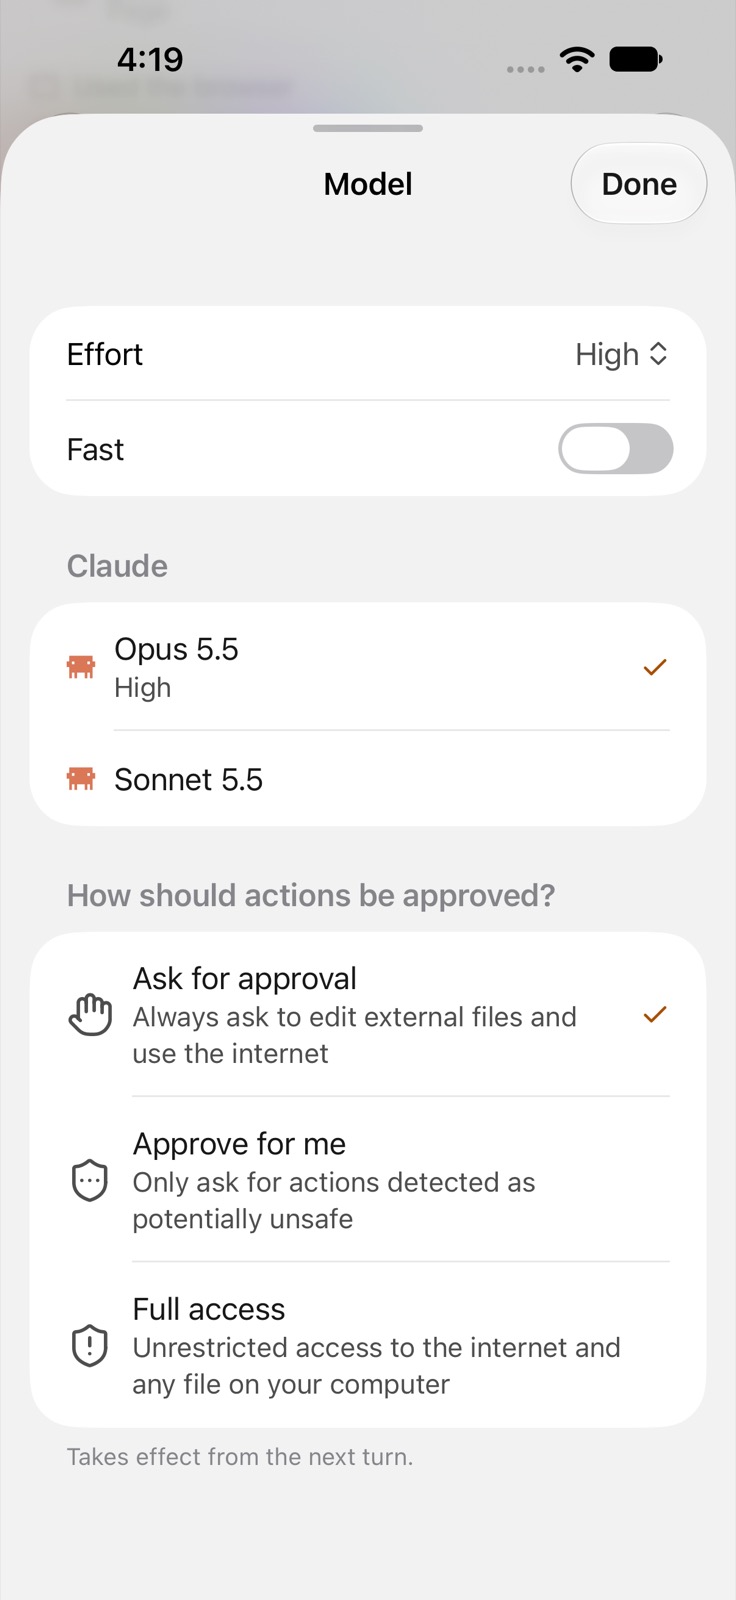 4:19
Model
Done
Effort
High
Fast
Claude
Opus 5.5
High
Sonnet 5.5
How should actions be approved?
Ask for approval
Always ask to edit external files and
use the internet
Approve for me
Only ask for actions detected as
potentially unsafe
Full access
Unrestricted access to the internet and
any file on your computer
Takes effect from the next turn.